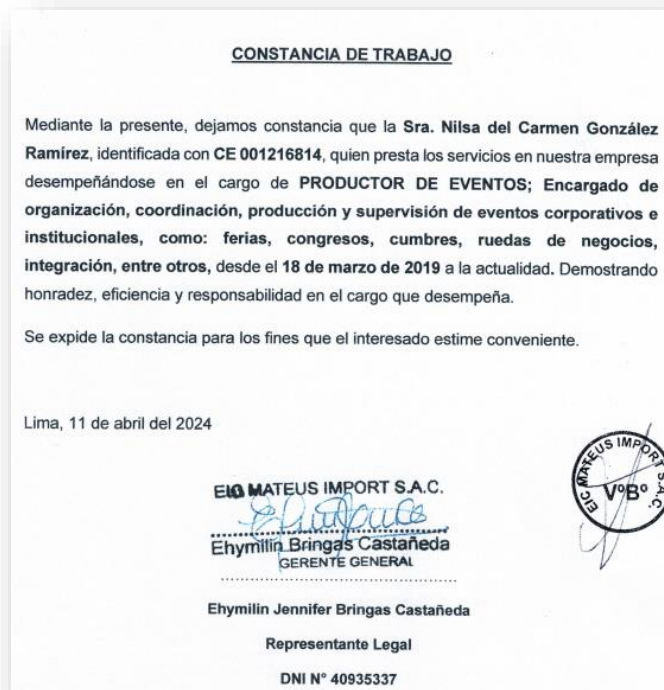 CONSTANCIA DE TRABAJO
Mediante la presente, dejamos constancia que la Sra. Nilsa del Carmen González
Ramírez, identificada con CE 001216814, quien presta los servicios en nuestra empresa
desempeñándose en el cargo de PRODUCTOR DE EVENTOS; Encargado de
organización, coordinación, producción y supervisión de eventos corporativos e
institucionales, como: ferias, congresos, cumbres, ruedas de negocios,
integración, entre otros, desde el 18 de marzo de 2019 a la actualidad. Demostrando
honradez, eficiencia y responsabilidad en el cargo que desempeña.
Se expide la constancia para los fines que el interesado estime conveniente.
Lima, 11 de abril del 2024
EIC MATEUS IMPORT S.A.C.
Ehymilin Bringas Castañeda
GERENTE GENERAL
EIC MATEUS IMPORT S.A.C.
VºBº
Ehymilin Jennifer Bringas Castañeda
Representante Legal
DNI N° 40935337